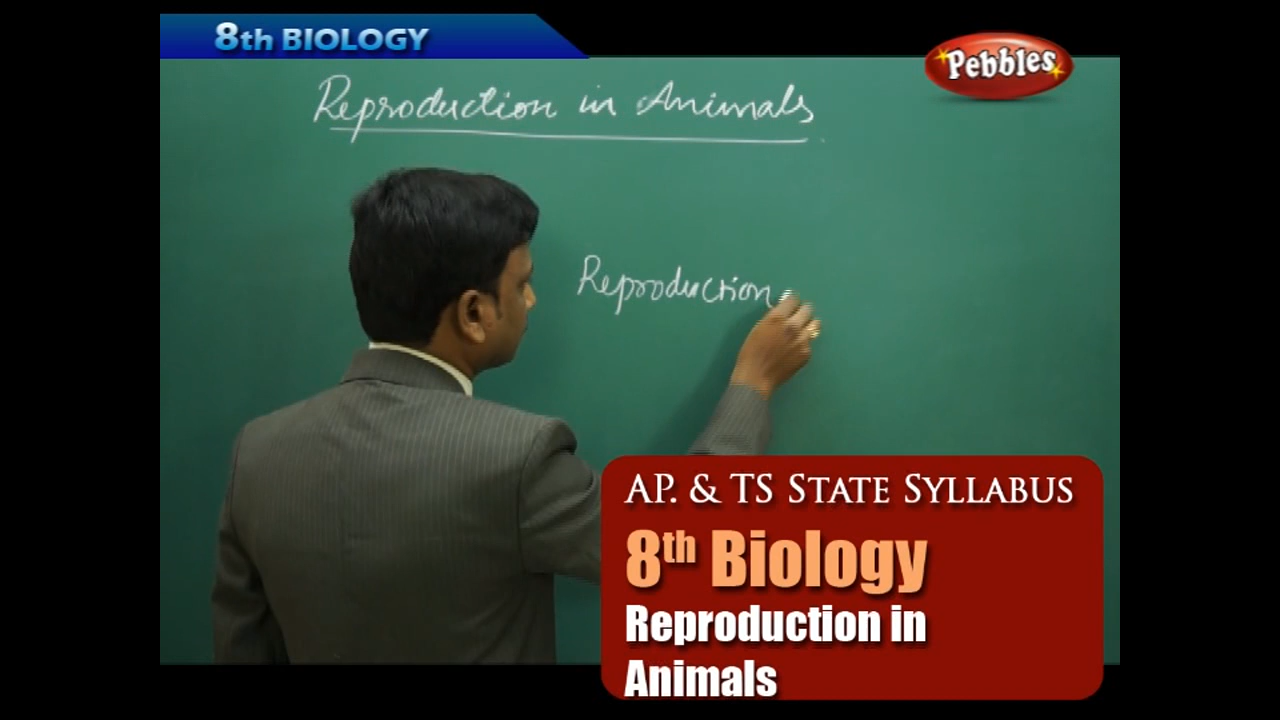 8th BIOLOGY
Pebbles
Reproduction in Animals
Reproduction
AP. & TS STATE SYLLABUS
8th Biology
Reproduction in
Animals